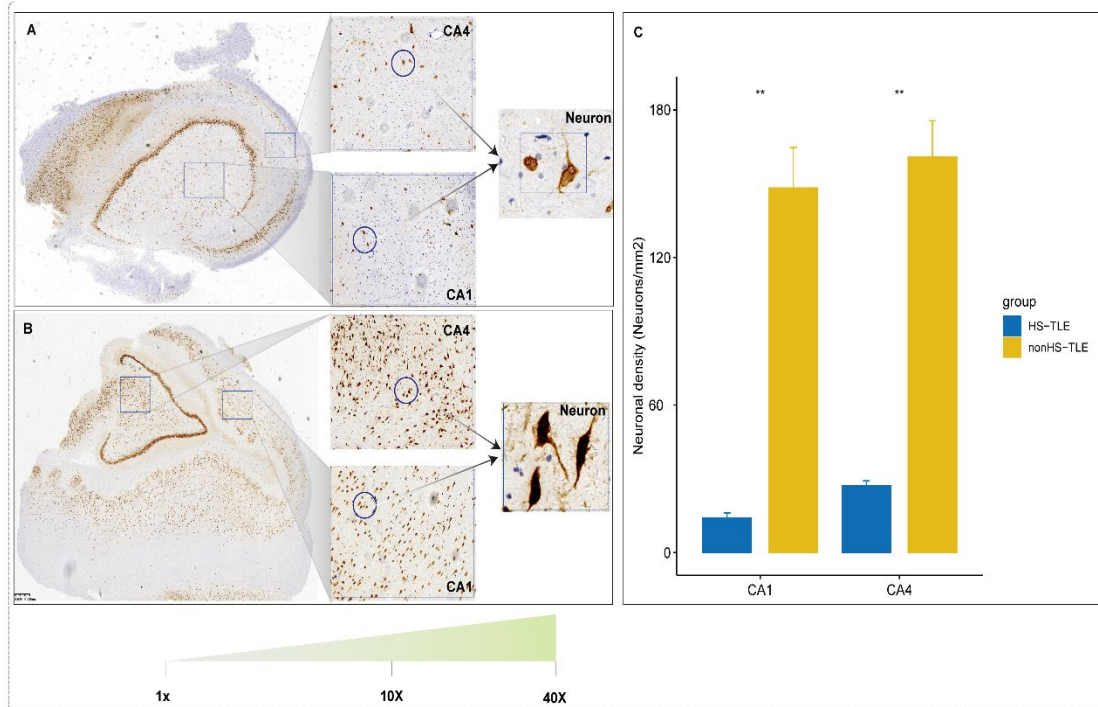 A
CA4
Neuron
CA1
B
CA4
Neuron
CA1
1x
10X
40X
C
**
**
180
120
60
0
Neuronal density (Neurons/mm2)
CA1
CA4
group
HS-TLE
nonHS-TLE